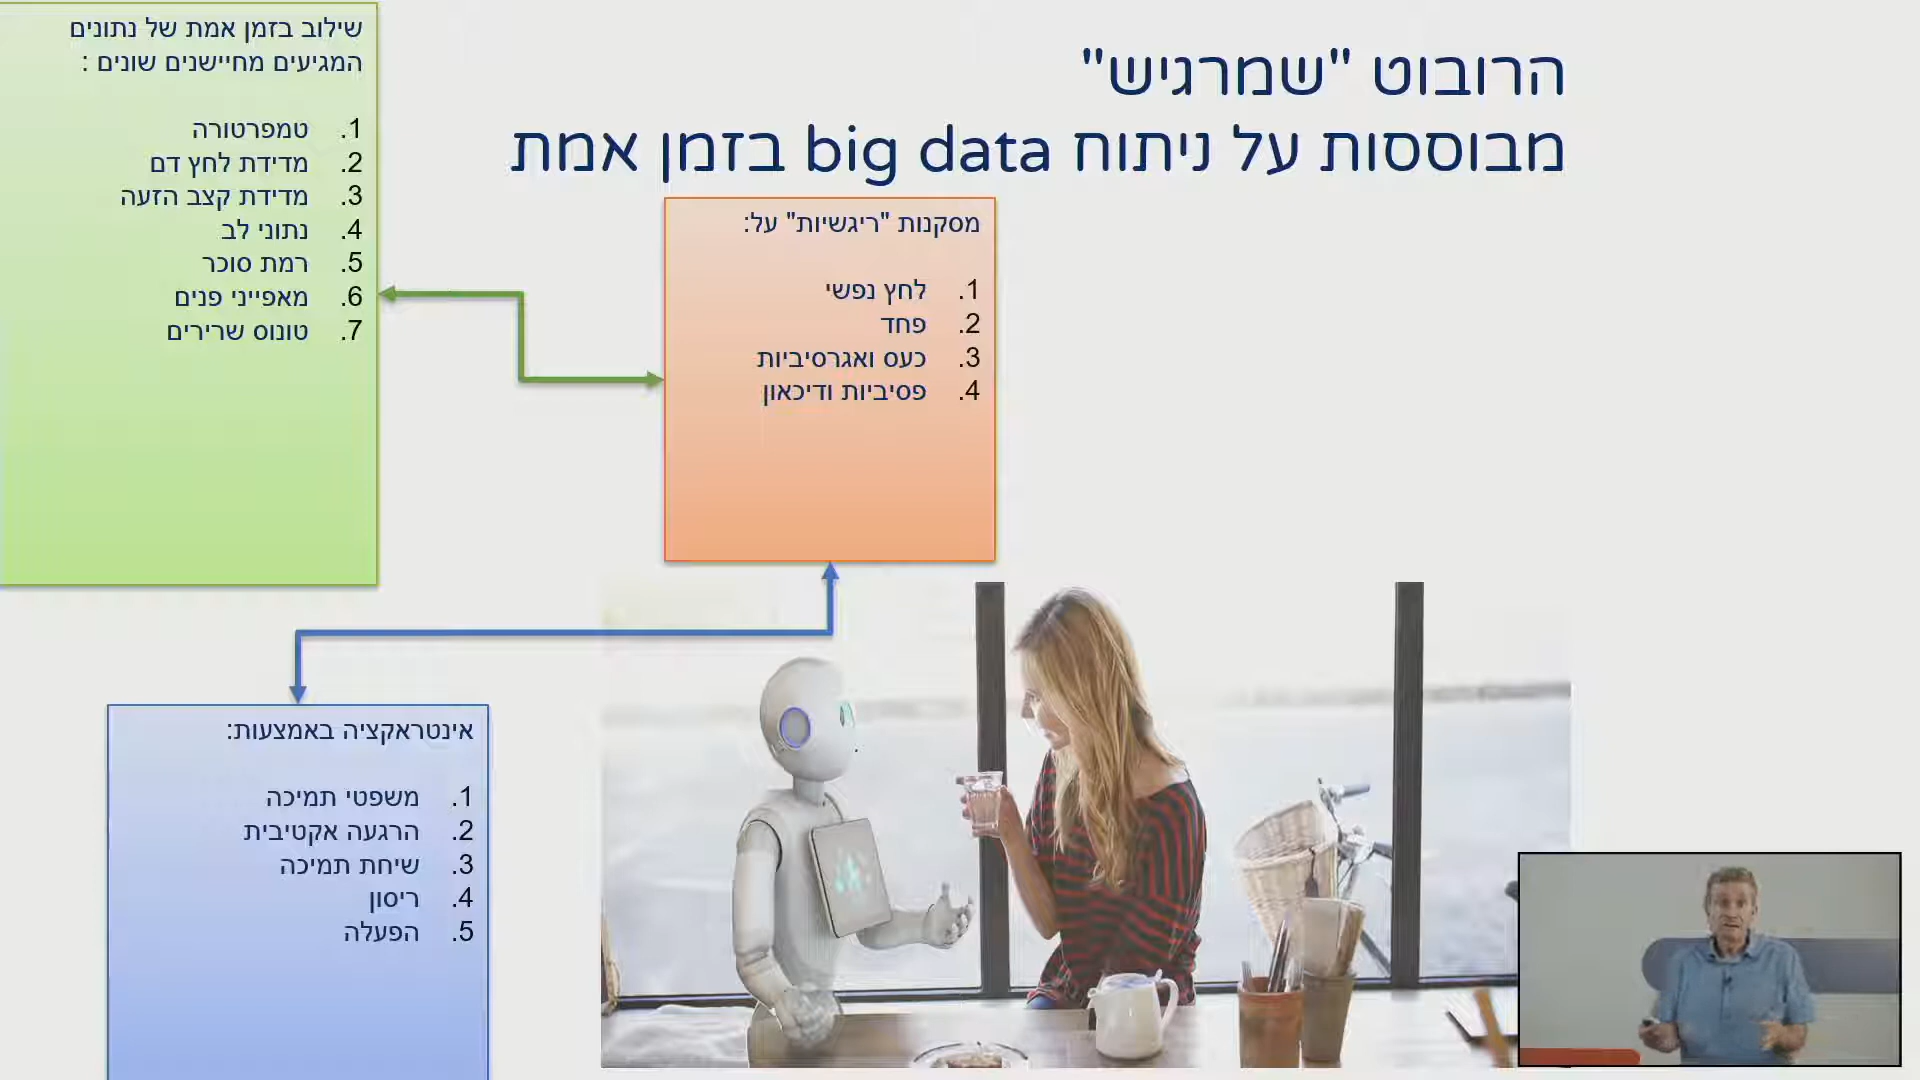 הרובוט "שמרגיש"
מבוססות על ניתוח big data בזמן אמת
שילוב בזמן אמת של נתונים
המגיעים מחיישנים שונים :
1. טמפרטורה
2. מדידת לחץ דם
3. מדידת קצב הזעה
4. נתוני לב
5. רמת סוכר
6. מאפייני פנים
7. טונוס שרירים
מסקנות "ריגשיות" על:
1. לחץ נפשי
2. פחד
3. כעס ואגרסיביות
4. פסיביות ודיכאון
אינטראקציה באמצעות:
1. משפטי תמיכה
2. הרגעה אקטיבית
3. שיחת תמיכה
4. ריסון
5. הפעלה